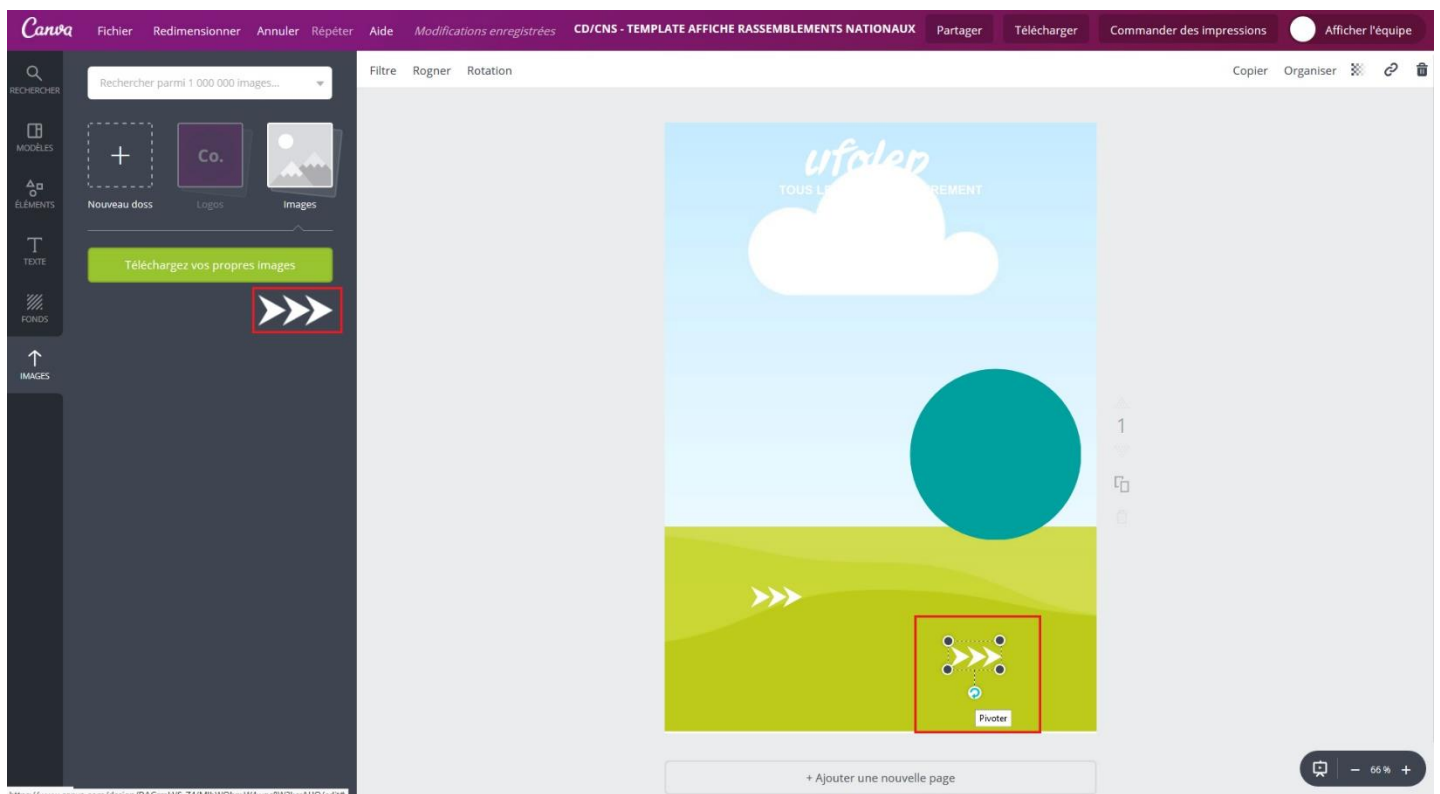 Canva Fichier Redimensionner Annuler Répéter Aide Modifications enregistrées CD/CNS - TEMPLATE AFFICHE RASSEMBLEMENTS NATIONAUX Partager Télécharger Commander des impressions Afficher l'équipe
RECHERCHER
MODÈLES
ÉLÉMENTS
TEXTE
FONDS
IMAGES
Rechercher parmi 1 000 000 images...
Co.
Nouveau doss Logos Images
Téléchargez vos propres images
Filtre Rogner Rotation Copier Organiser
ufolep
TOUS
1
Pivoter
+ Ajouter une nouvelle page
66 %